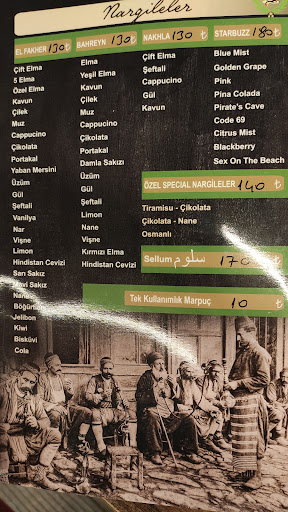 Nargileler
EL FAKHER 130 ₺
Çift Elma
5 Elma
Özel Elma
Kavun
Çilek
Muz
Cappucino
Çikolata
Portakal
Yaban Mersini
Üzüm
Gül
Şeftali
Vanilya
Nar
Vişne
Limon
Hindistan Cevizi
Sarı Sakız
Mavi Sakız
Nane
Böğürtlen
Jelibon
Kiwi
Bisküvi
Cola
BAHREYN 130 ₺
Elma
Yeşil Elma
Kavun
Çilek
Muz
Cappucino
Çikolata
Portakal
Damla Sakızı
Üzüm
Gül
Şeftali
Limon
Nane
Vişne
Kırmızı Elma
Hindistan Cevizi
NAKHLA 130 ₺
Çift Elma
Şeftali
Cappucino
Çilek
Gül
Kavun
STARBUZZ 180 ₺
Blue Mist
Golden Grape
Pink
Pina Colada
Pirate's Cave
Code 69
Citrus Mist
Blackberry
Sex On The Beach
ÖZEL SPECIAL NARGİLELER 140 ₺
Tiramisu - Çikolata
Çikolata - Nane
Osmanlı
Sellum سلوم 170 ₺
Tek Kullanımlık Marpuç 10 ₺